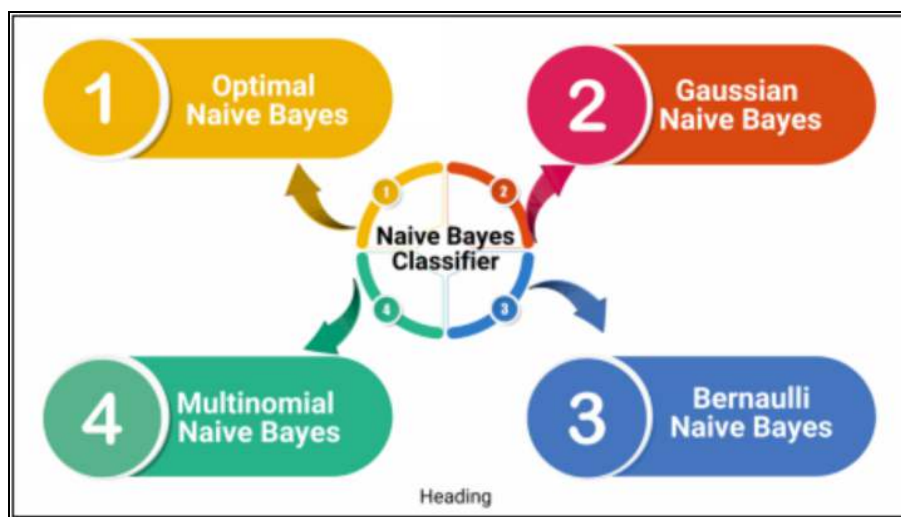 1
Optimal
Naive Bayes
2
Gaussian
Naive Bayes
1
2
Naive Bayes
Classifier
4
3
4
Multinomial
Naive Bayes
3
Bernaulli
Naive Bayes
Heading